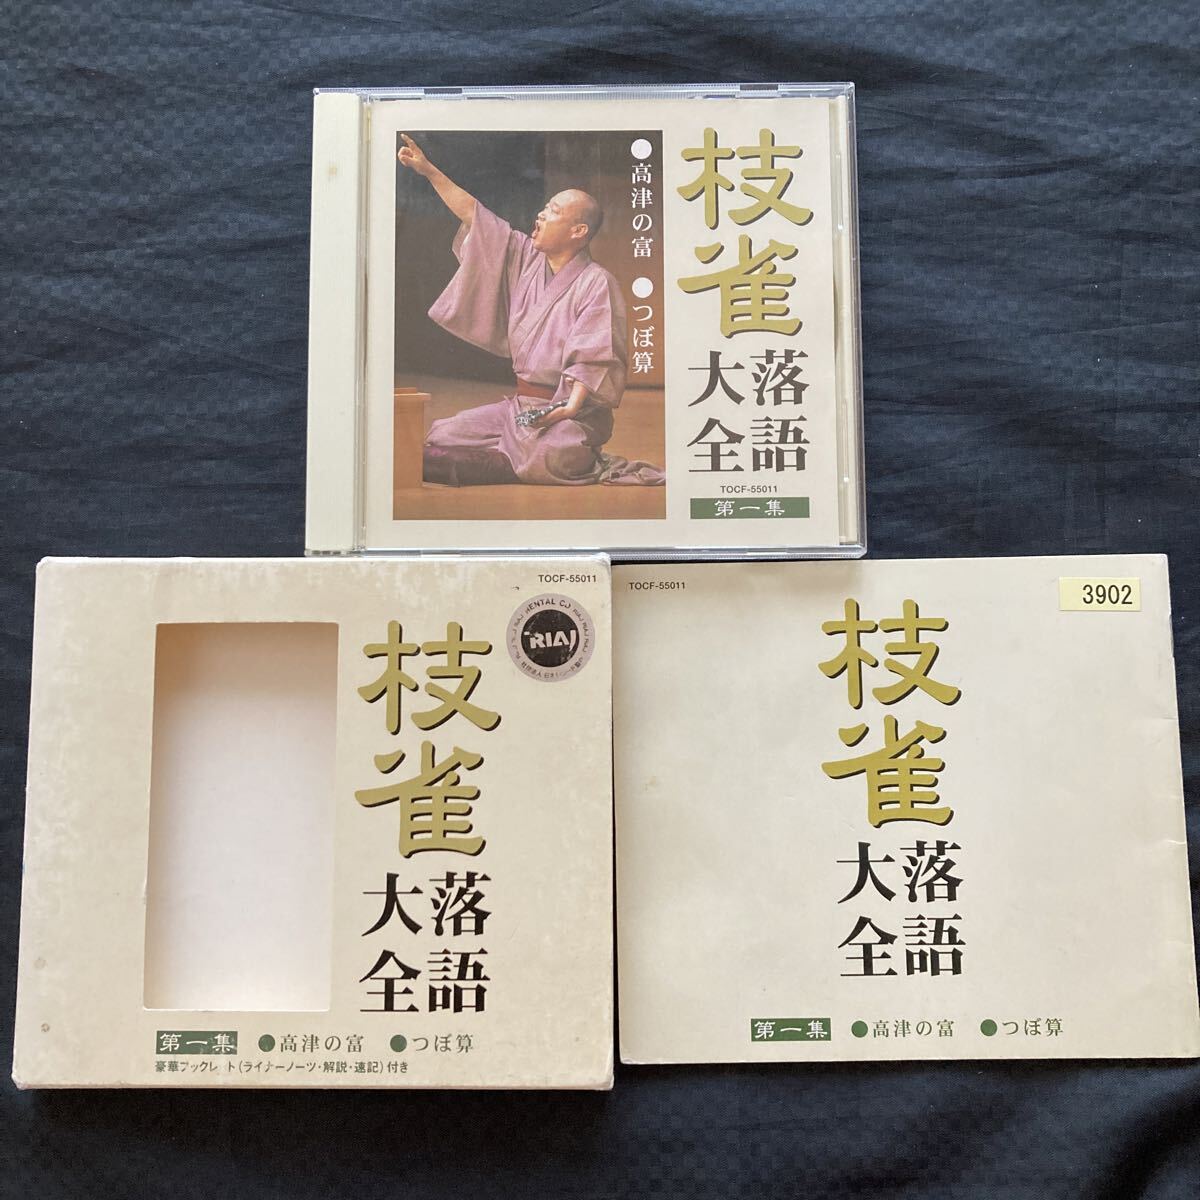 枝雀
落語
大全
●高津の富 ●つぼ算
TOCF-55011
第一集
TOCF-55011
RENTAL CD
RIAJ
枝雀
落語
大全
第一集 ●高津の富 ●つぼ算
豪華ブックレット(ライナーノーツ・解説・速記)付き
TOCF-55011
3902
枝雀
落語
大全
第一集 ●高津の富 ●つぼ算